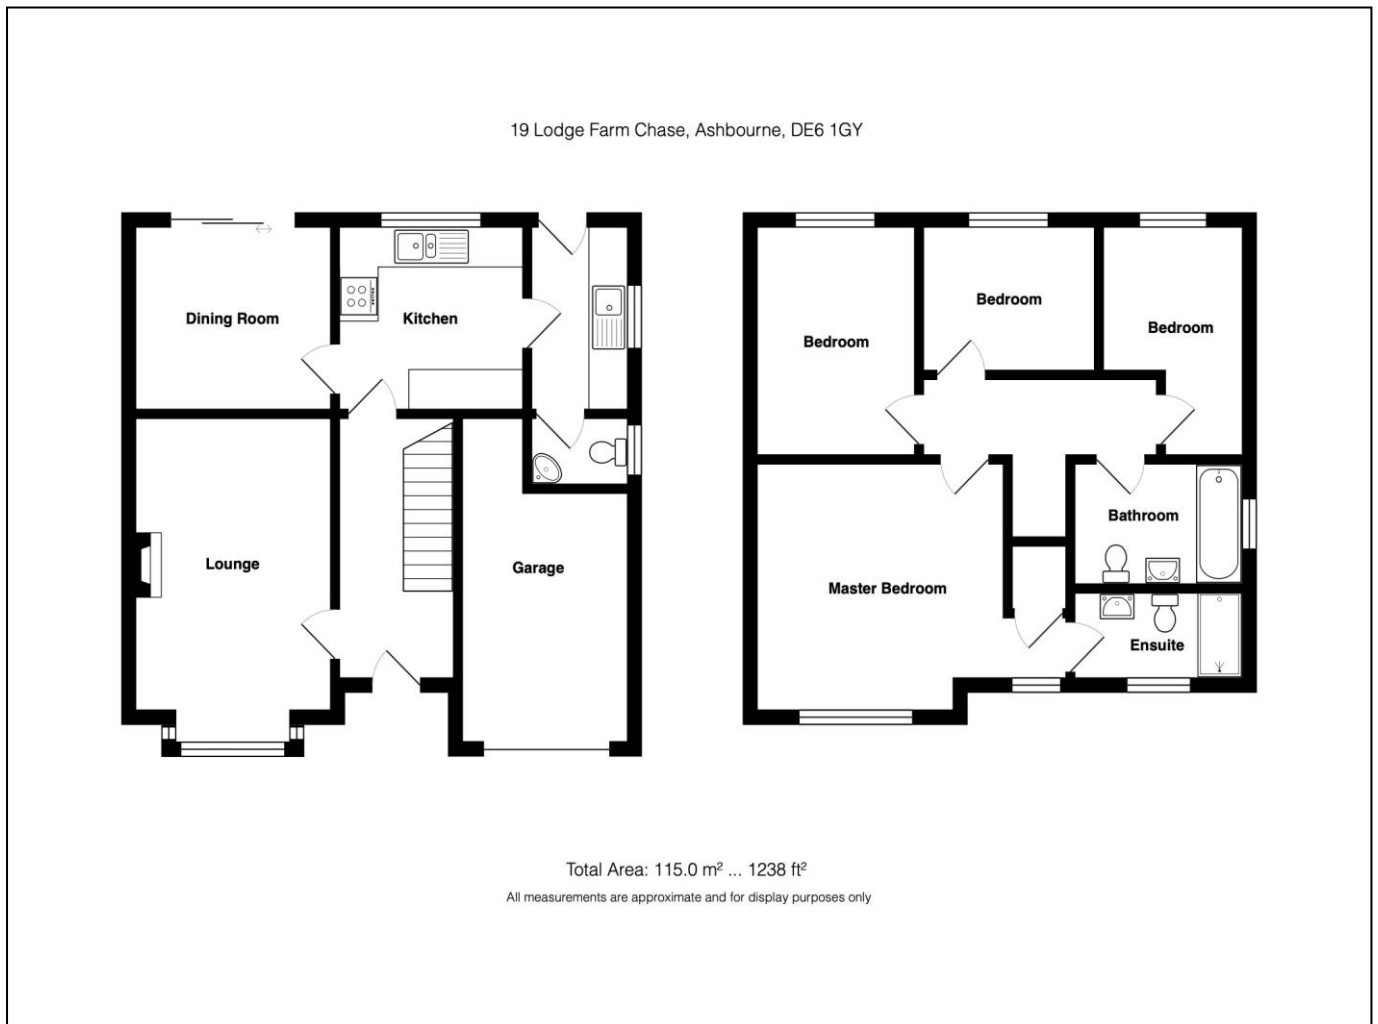 19 Lodge Farm Chase, Ashbourne, DE6 1GY
Dining Room
Kitchen
Lounge
Garage
Bedroom
Bedroom
Bedroom
Master Bedroom
Bathroom
Ensuite
Total Area: 115.0 m² ... 1238 ft²
All measurements are approximate and for display purposes only